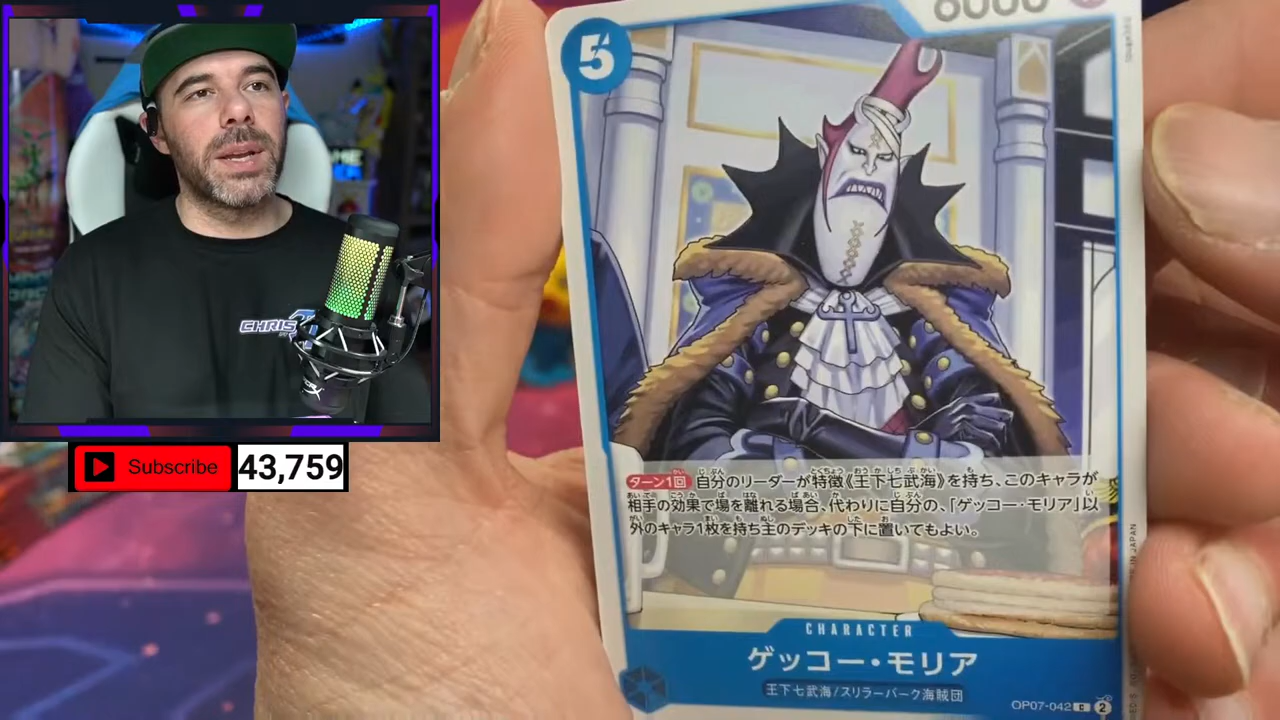 CHRIS
Subscribe
43,759
5
6000
ターン1回 自分のリーダーが特徴《王下七武海》を持ち、このキャラが
相手の効果で場を離れる場合、代わりに自分の、「ゲッコー・モリア」以
外のキャラ1枚を持ち主のデッキの下に置いてもよい。
CHARACTER
ゲッコー・モリア
王下七武海/スリラーバーク海賊団
OP07-042 C 2